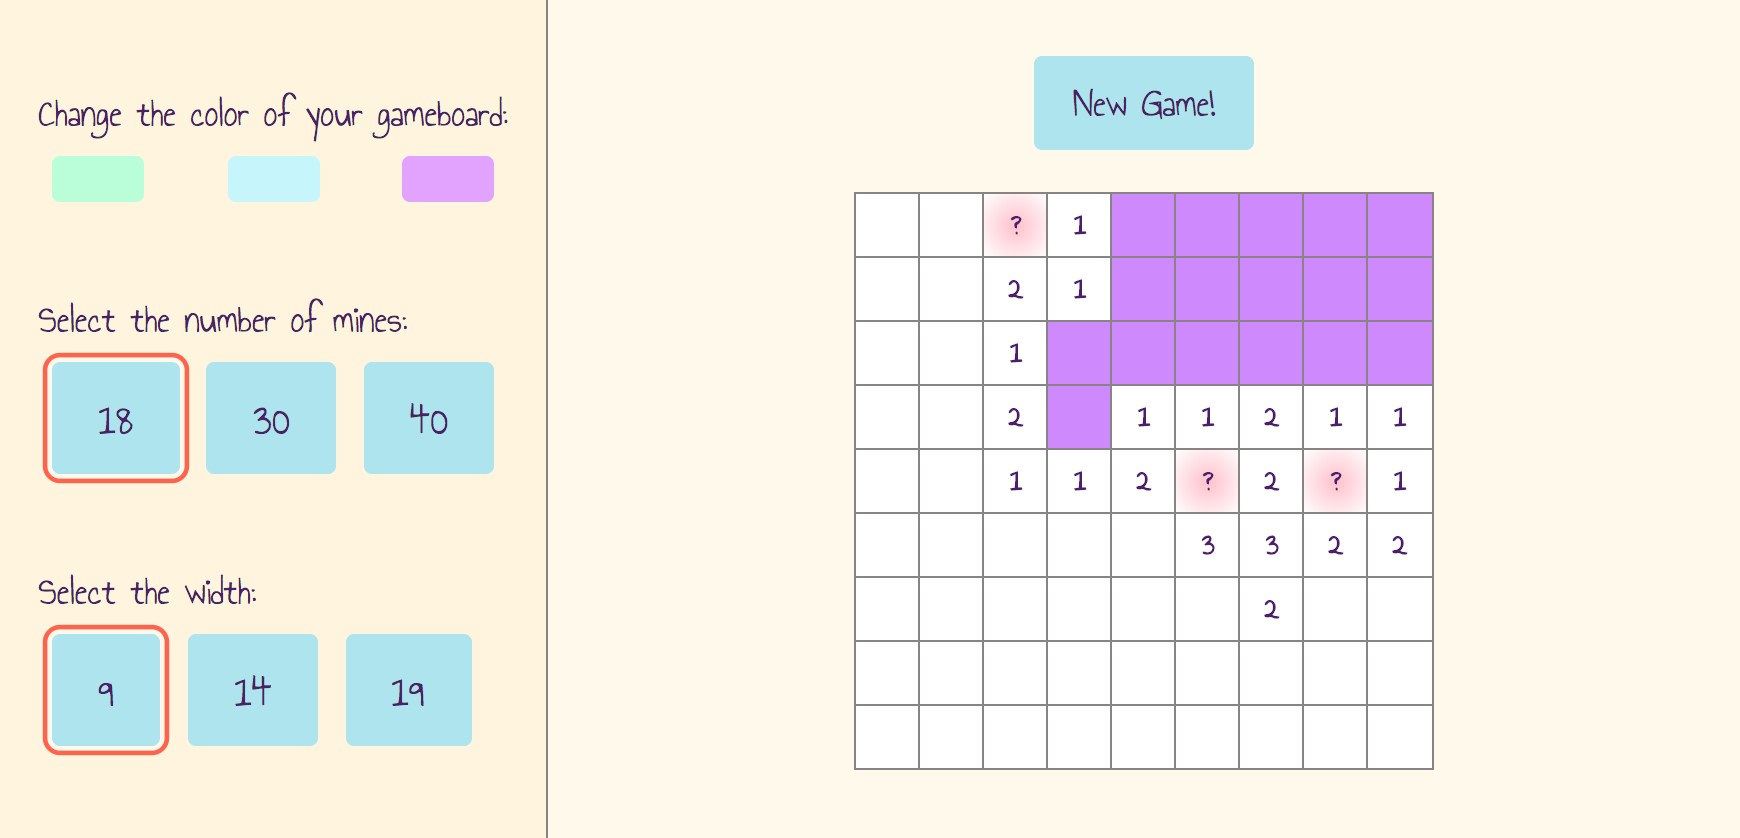 Change the color of your gameboard:
Select the number of mines:
18 30 40
Select the width:
9 14 19
New Game!
? 1
2 1
1
2 1 1 2 1 1
1 1 2 ? 2 ? 1
3 3 2 2
2